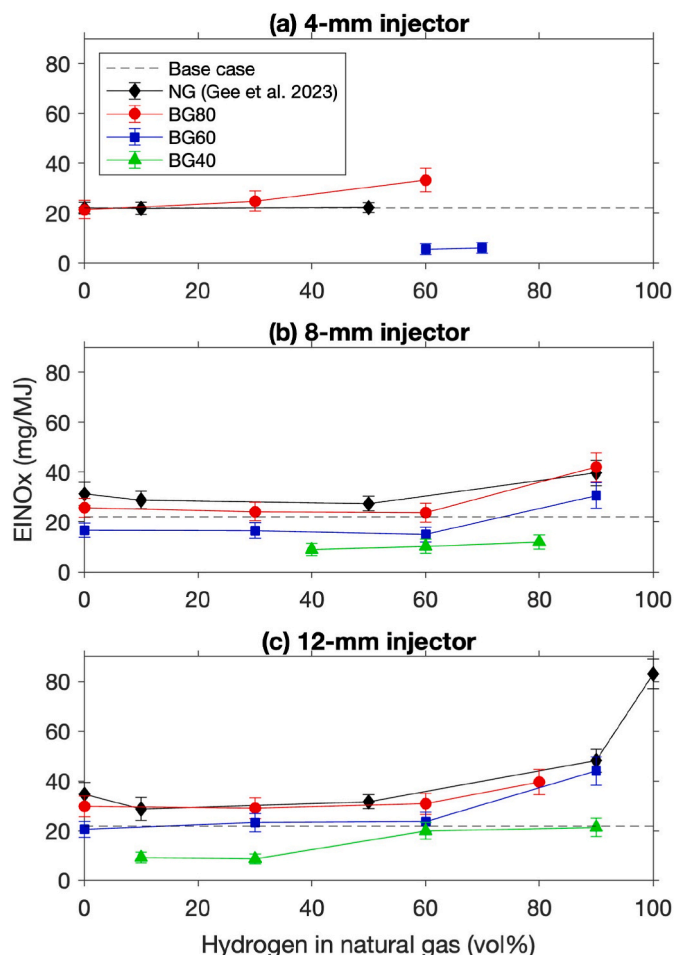 (a) 4-mm injector
80
60
40
20
0
Base case
NG (Gee et al. 2023)
BG80
BG60
BG40
0 20 40 60 80 100
(b) 8-mm injector
80
60
40
20
0
0 20 40 60 80 100
EINOx (mg/MJ)
(c) 12-mm injector
80
60
40
20
0
0 20 40 60 80 100
Hydrogen in natural gas (vol%)